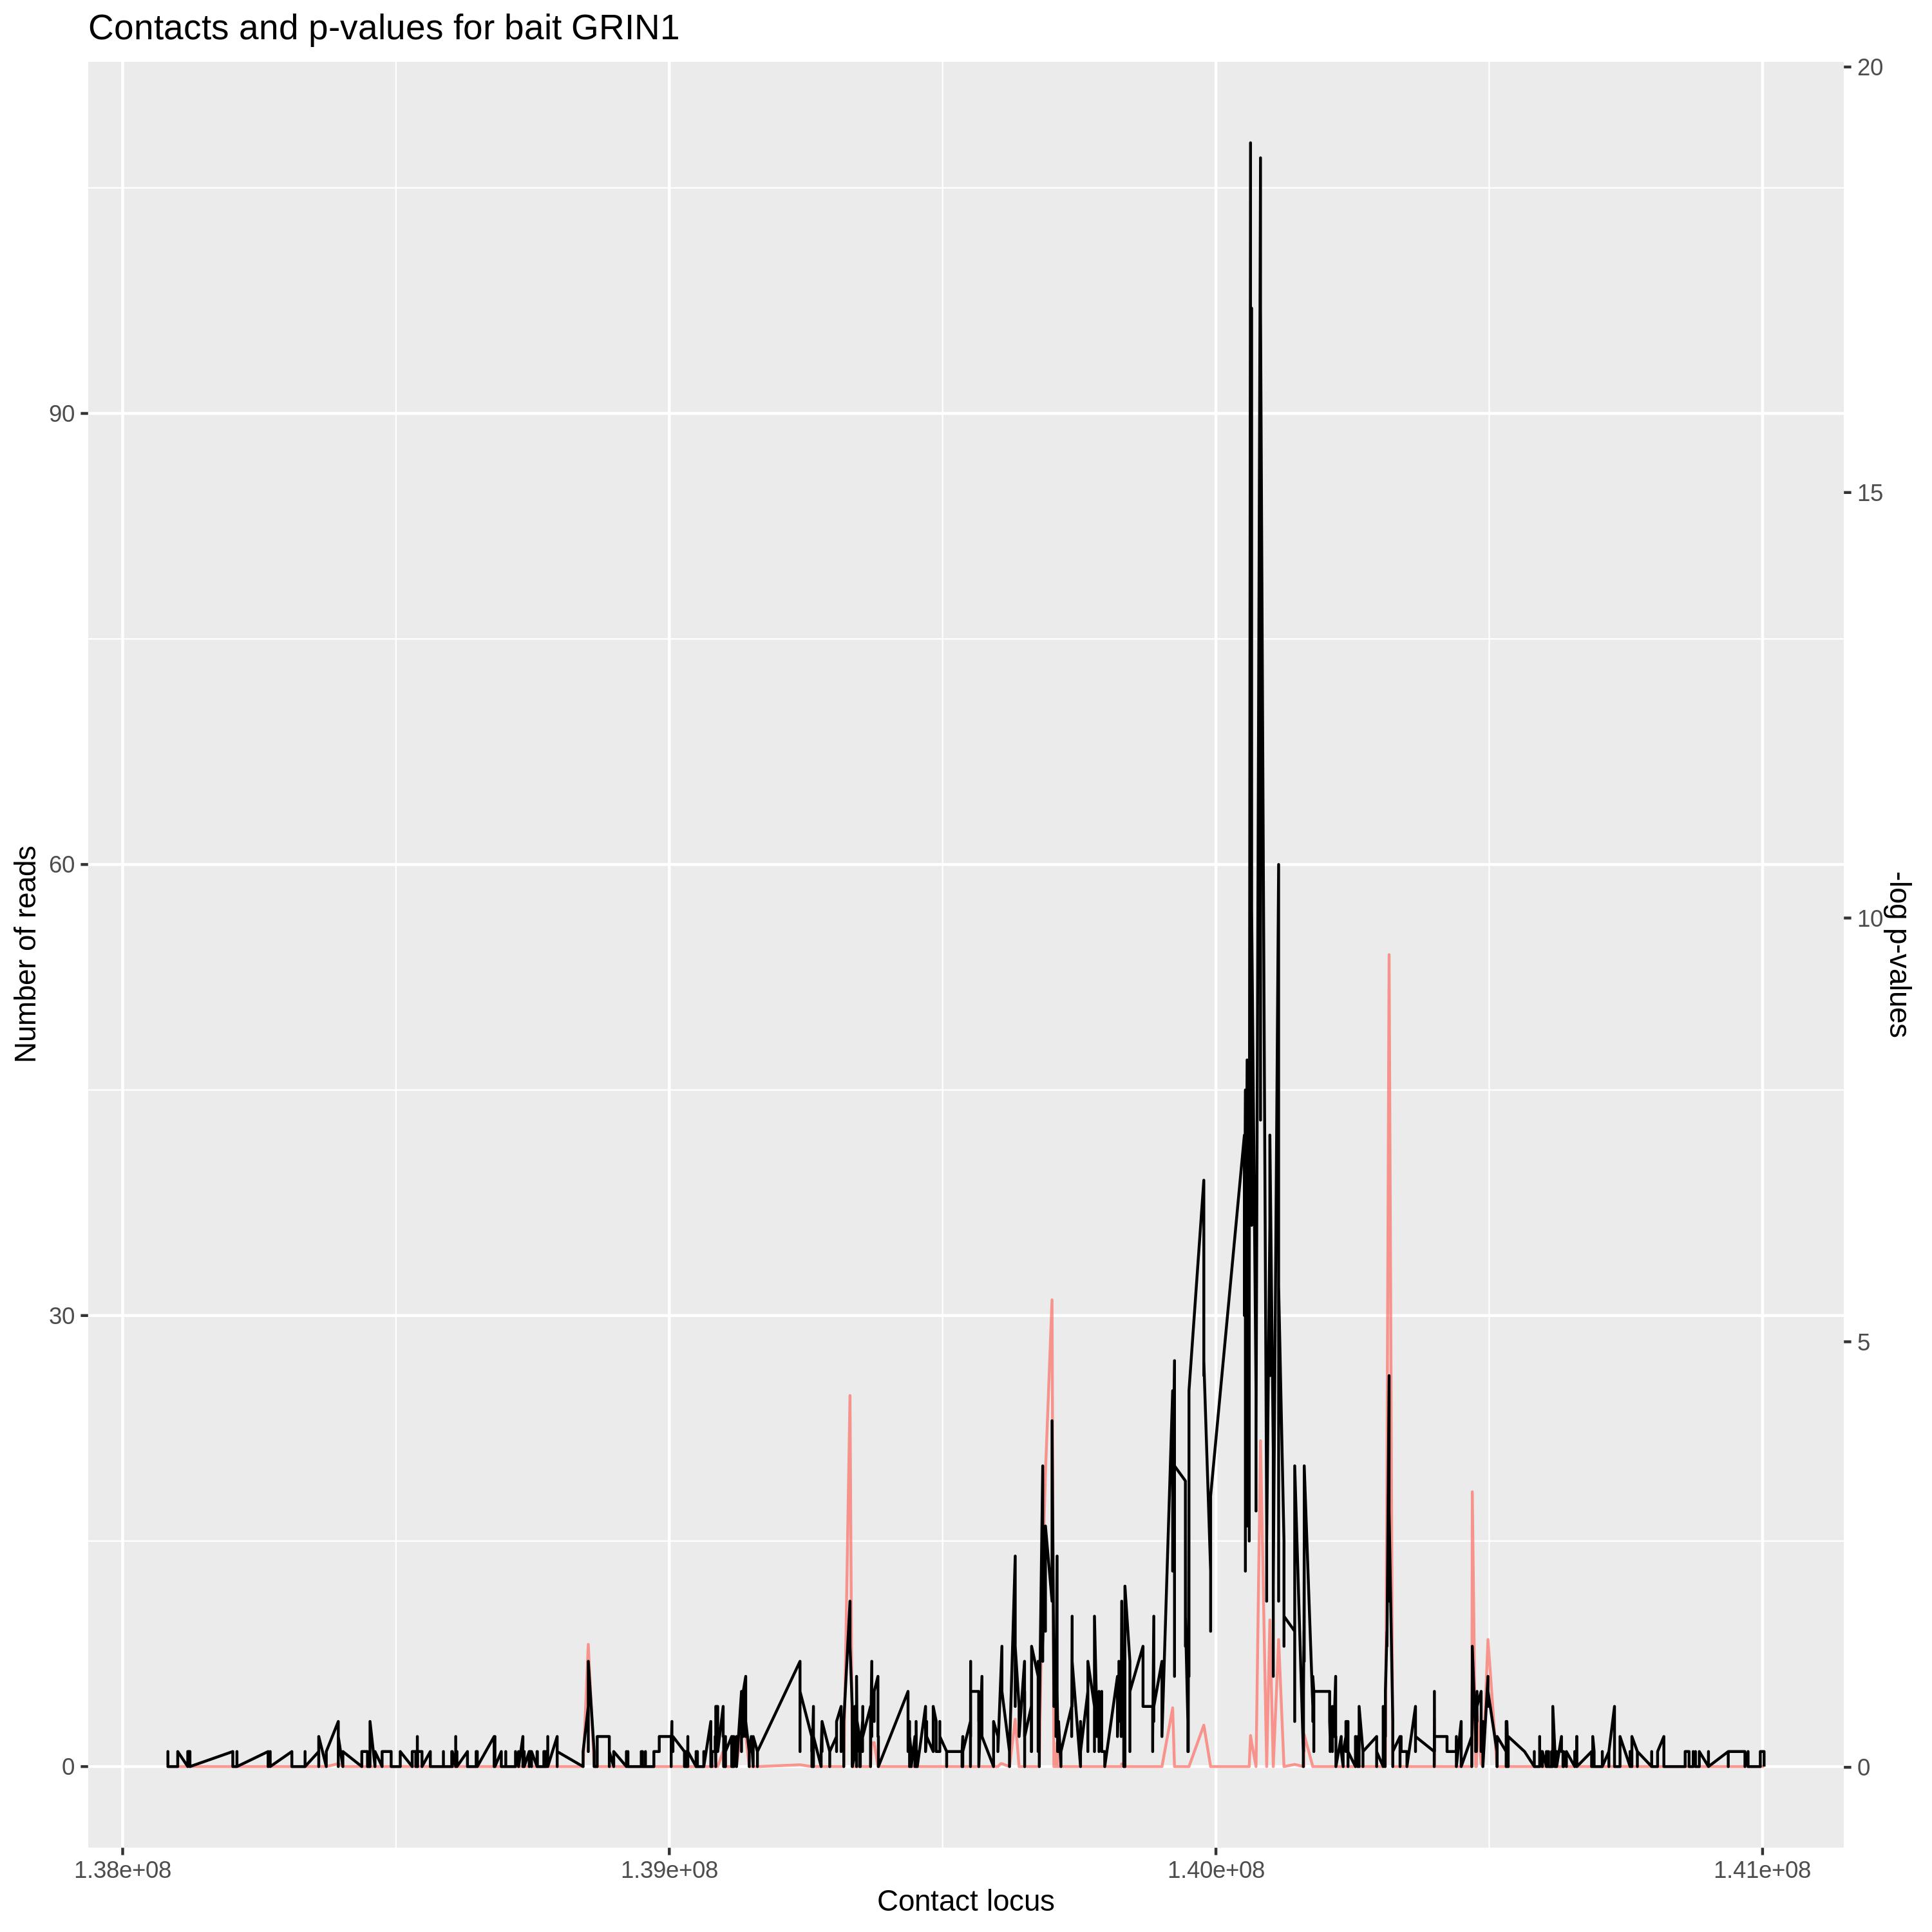 Contacts and p-values for bait GRIN1
20
90
15
60
10
30
5
0
0
Number of reads
-log p-values
1.38e+08
1.39e+08
1.40e+08
1.41e+08
Contact locus